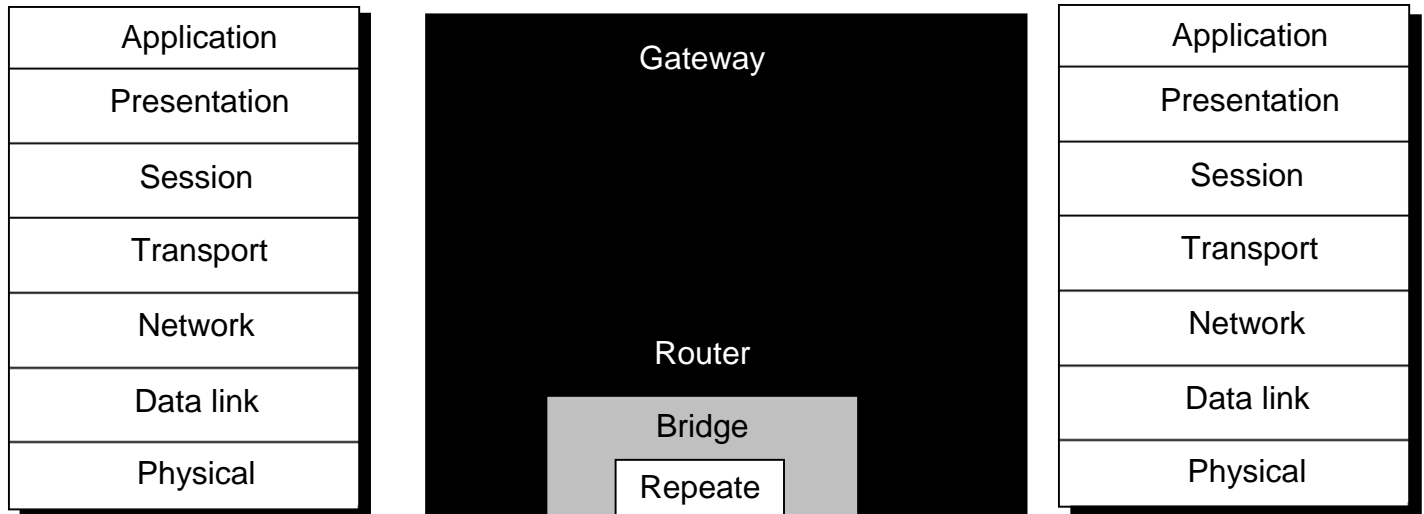 Application
Presentation
Session
Transport
Network
Data link
Physical
Gateway
Router
Bridge
Repeate
Application
Presentation
Session
Transport
Network
Data link
Physical